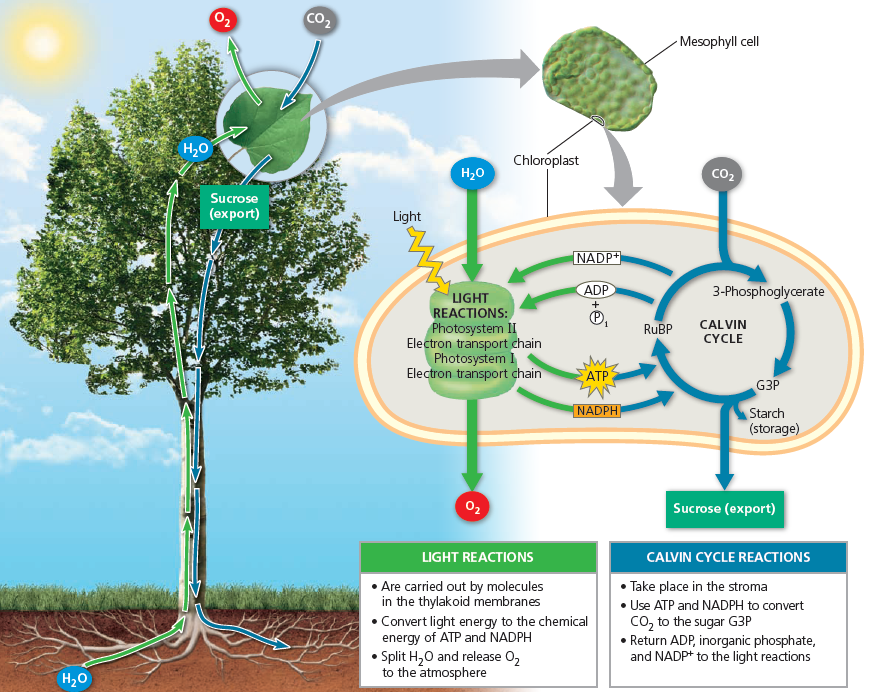 O₂
CO₂
Mesophyll cell
H₂O
Chloroplast
H₂O
CO₂
Sucrose
(export)
Light
NADP⁺
ADP
+
Ⓟ₁
3-Phosphoglycerate
LIGHT
REACTIONS:
Photosystem II
Electron transport chain
Photosystem I
Electron transport chain
RuBP
CALVIN
CYCLE
ATP
NADPH
G3P
Starch
(storage)
O₂
Sucrose (export)
LIGHT REACTIONS
• Are carried out by molecules
in the thylakoid membranes
• Convert light energy to the chemical
energy of ATP and NADPH
• Split H₂O and release O₂
to the atmosphere
CALVIN CYCLE REACTIONS
• Take place in the stroma
• Use ATP and NADPH to convert
CO₂ to the sugar G3P
• Return ADP, inorganic phosphate,
and NADP⁺ to the light reactions
H₂O